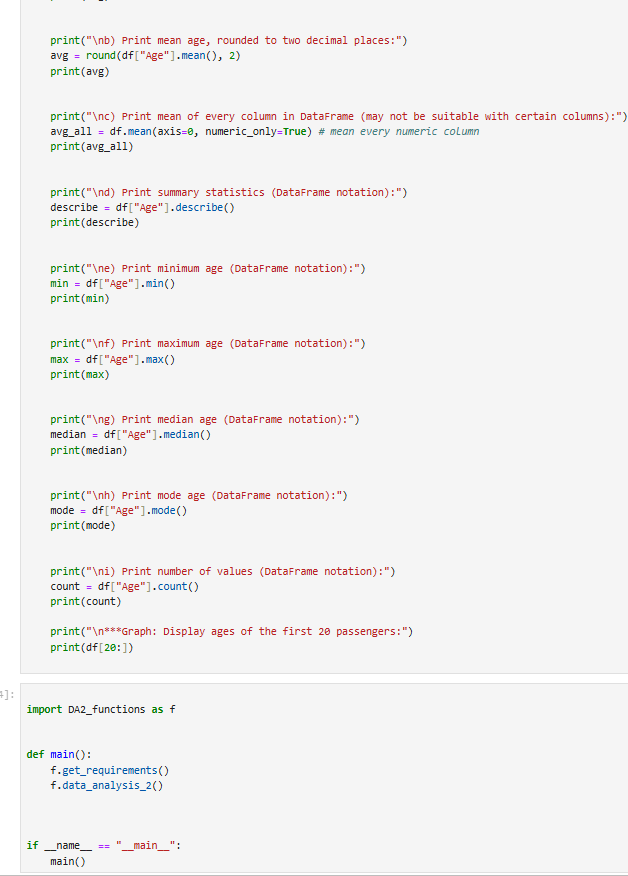 print("\nb) Print mean age, rounded to two decimal places:")
avg = round(df["Age"].mean(), 2)
print(avg)
print("\nc) Print mean of every column in DataFrame (may not be suitable with certain columns):")
avg_all = df.mean(axis=0, numeric_only=True) # mean every numeric column
print(avg_all)
print("\nd) Print summary statistics (DataFrame notation):")
describe = df["Age"].describe()
print(describe)
print("\ne) Print minimum age (DataFrame notation):")
min = df["Age"].min()
print(min)
print("\nf) Print maximum age (DataFrame notation):")
max = df["Age"].max()
print(max)
print("\ng) Print median age (DataFrame notation):")
median = df["Age"].median()
print(median)
print("\nh) Print mode age (DataFrame notation):")
mode = df["Age"].mode()
print(mode)
print("\ni) Print number of values (DataFrame notation):")
count = df["Age"].count()
print(count)
print("\n***Graph: Display ages of the first 20 passengers:")
print(df[20:])
4]:
import DA2_functions as f
def main():
f.get_requirements()
f.data_analysis_2()
if __name__ == "__main__":
main()